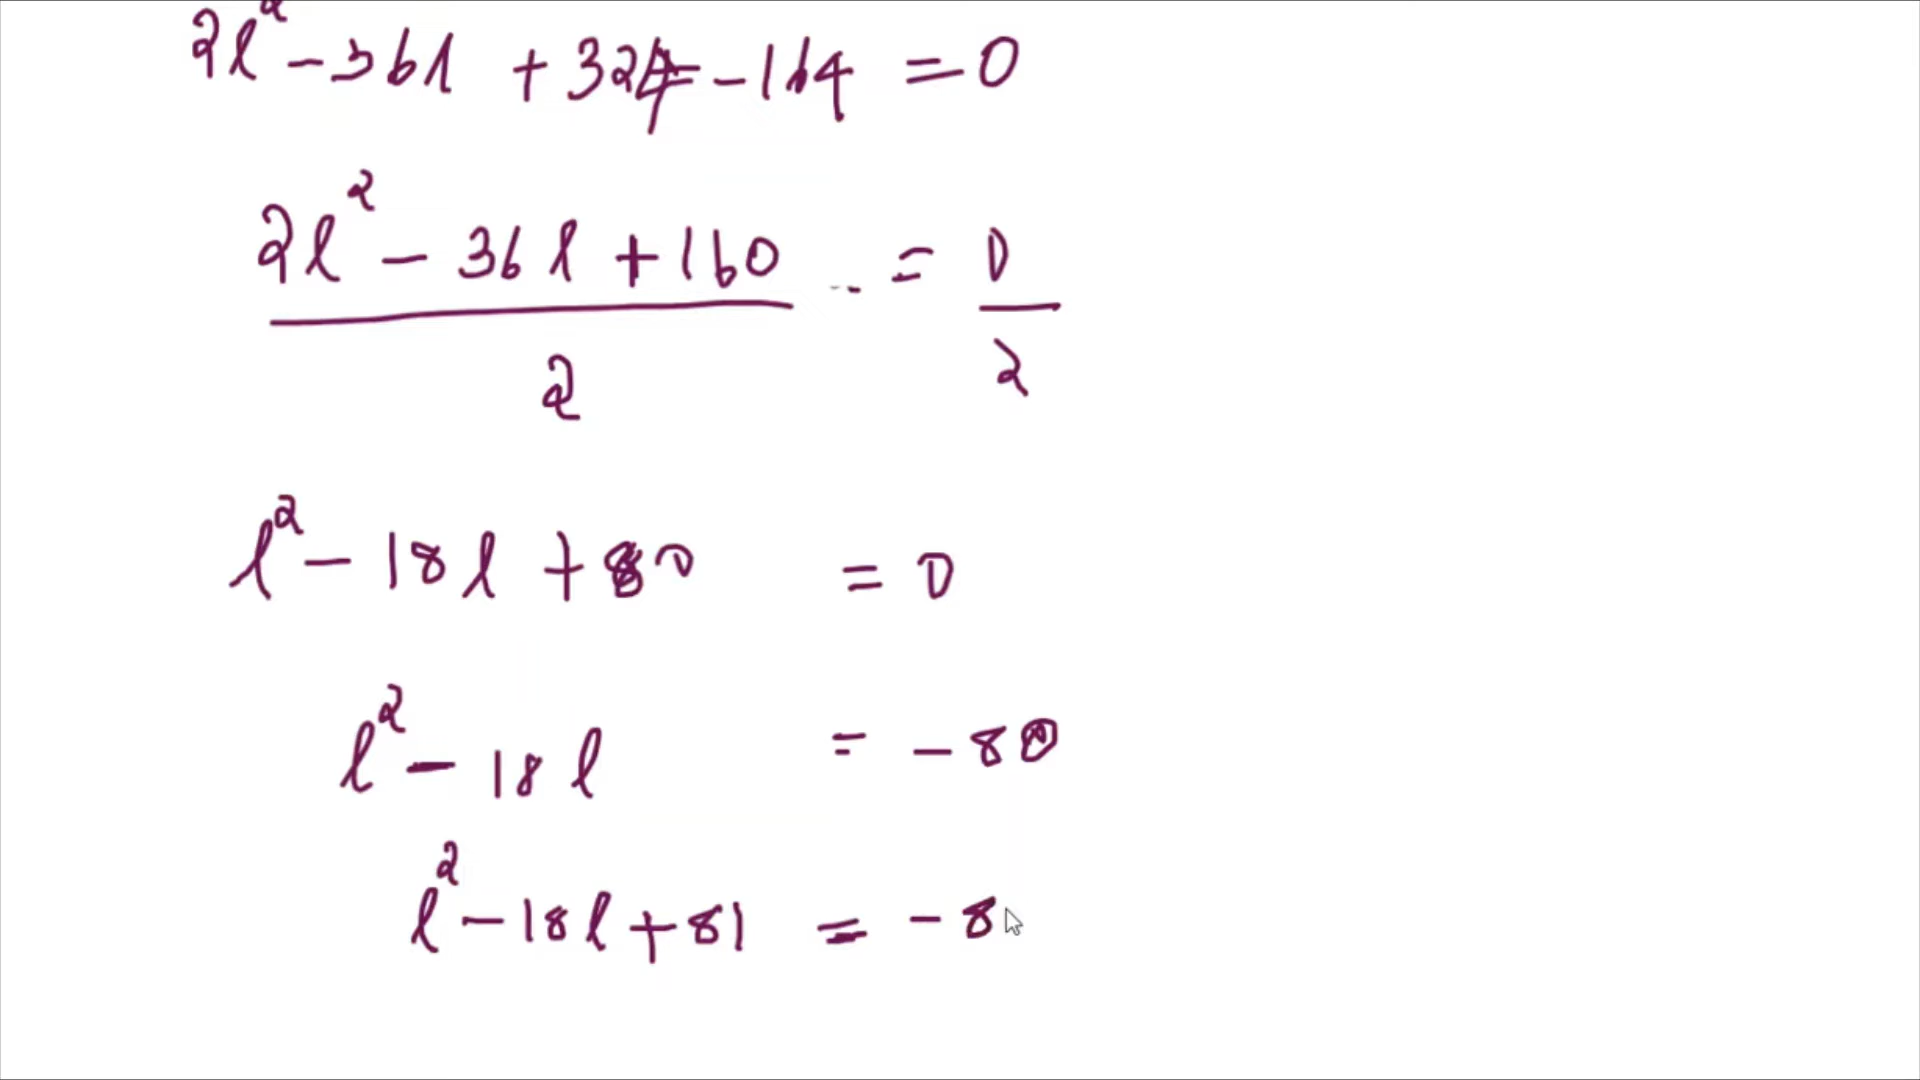 2l² - 36l + 324 = - 164 = 0
2l² - 36l + 160 = 0
2 2
l² - 18l + 80 = 0
l² - 18l = - 80
l² - 18l + 81 = - 8